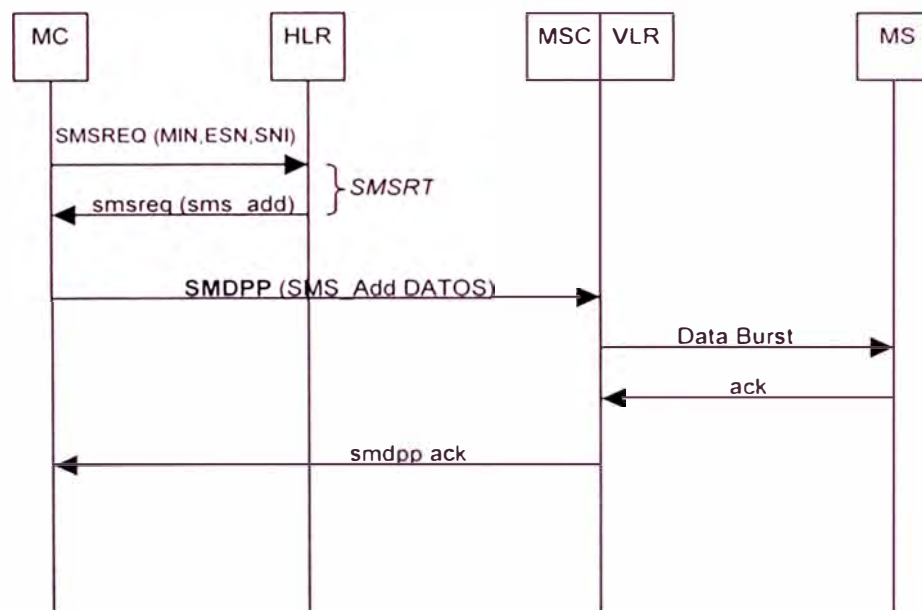 MC
HLR
MSC
VLR
MS
SMSREQ (MIN,ESN,SNI)
SMSRT
smsreq (sms_add)
SMDPP (SMS_Add DATOS)
Data Burst
ack
smdpp ack